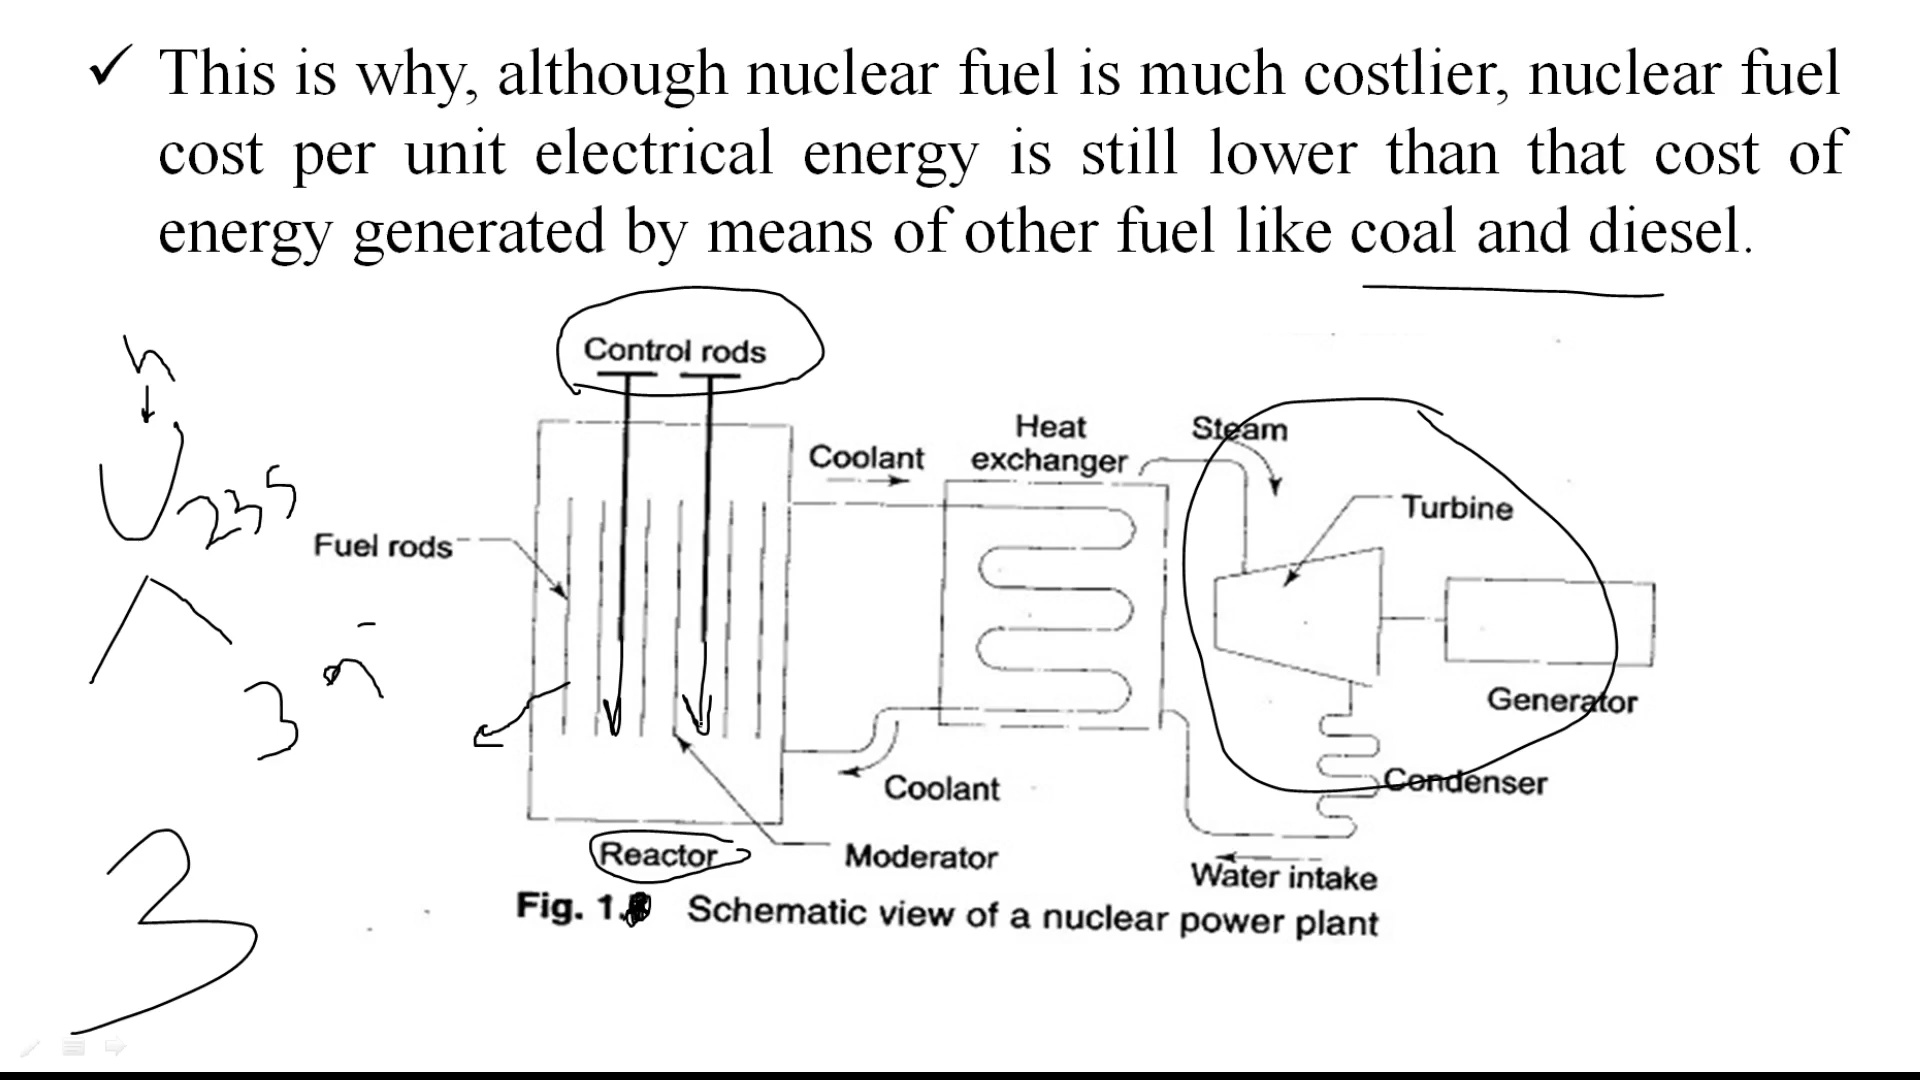 ✓ This is why, although nuclear fuel is much costlier, nuclear fuel
cost per unit electrical energy is still lower than that cost of
energy generated by means of other fuel like coal and diesel.
n
U 235
3 n
3
Control rods
Coolant
Heat
exchanger
Steam
Turbine
Fuel rods
Generator
Coolant
Condenser
Reactor
Moderator
Water intake
Fig. 1. Schematic view of a nuclear power plant